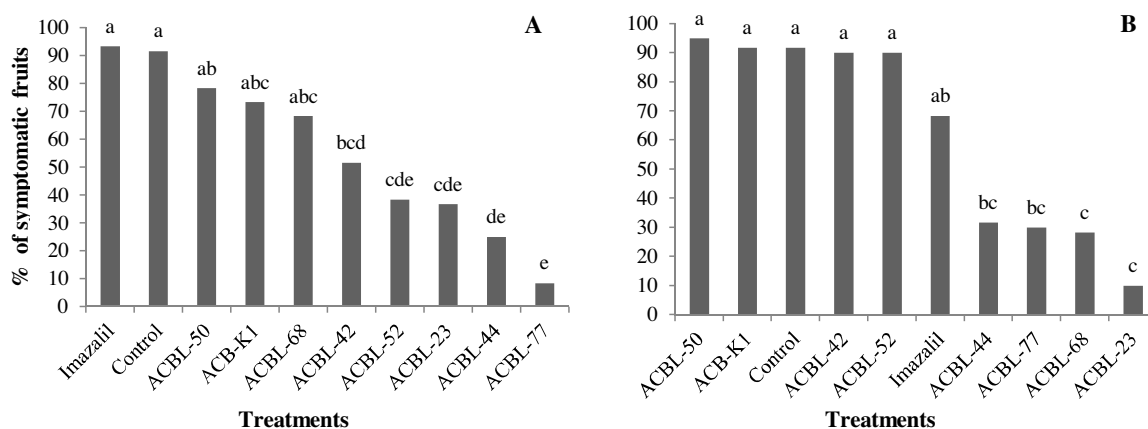 A
% of symptomatic fruits
100
90
80
70
60
50
40
30
20
10
0
a
a
ab
abc
abc
bcd
cde
cde
de
e
Imazalil
Control
ACBL-50
ACB-K1
ACBL-68
ACBL-42
ACBL-52
ACBL-23
ACBL-44
ACBL-77
Treatments
B
100
90
80
70
60
50
40
30
20
10
0
a
a
a
a
a
ab
bc
bc
c
c
ACBL-50
ACB-K1
Control
ACBL-42
ACBL-52
Imazalil
ACBL-44
ACBL-77
ACBL-68
ACBL-23
Treatments